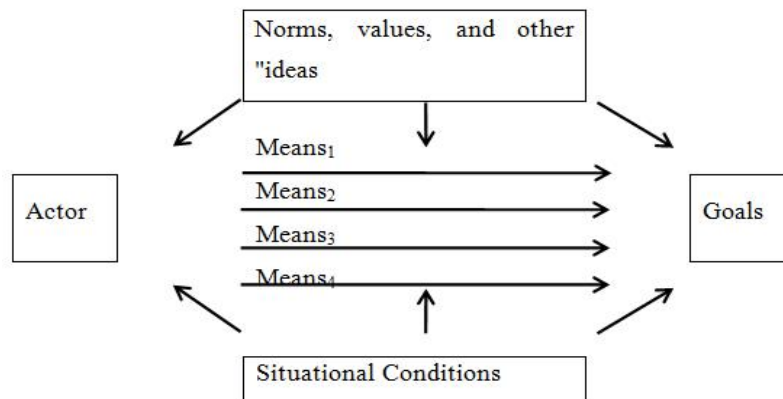 Norms, values, and other
"ideas
Means₁
Means₂
Actor
Goals
Means₃
Means₄
Situational Conditions